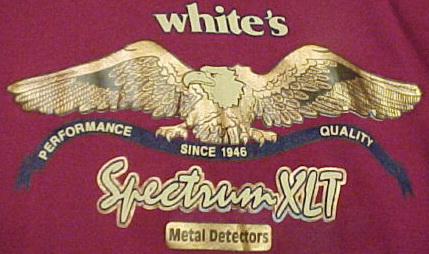 white's
PERFORMANCE SINCE 1946 QUALITY
Spectrum XLT
Metal Detectors